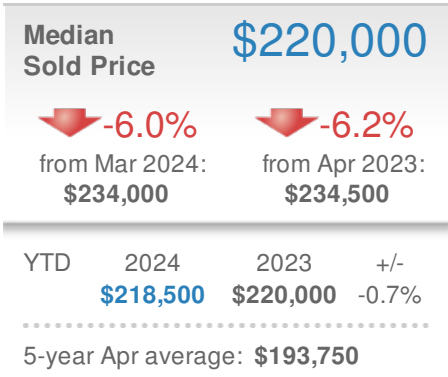 Median $220,000
Sold Price
-6.0% -6.2%
from Mar 2024: from Apr 2023:
$234,000 $234,500
YTD 2024 2023 +/-
$218,500 $220,000 -0.7%
5-year Apr average: $193,750